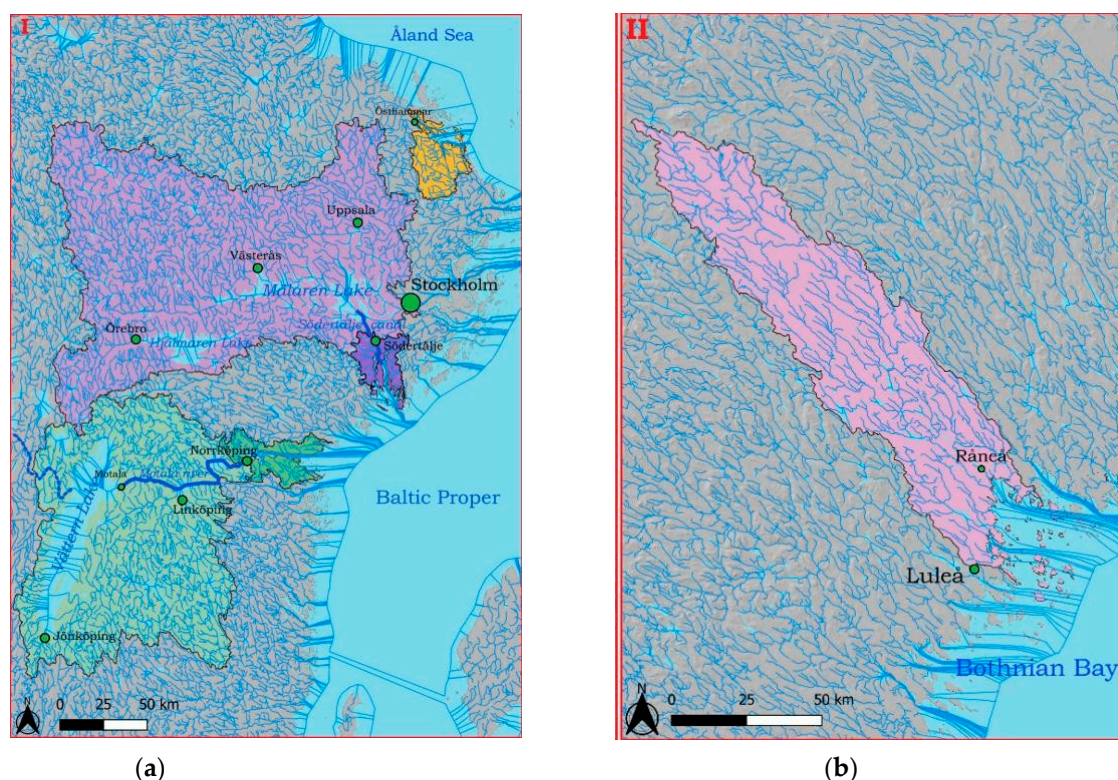 I
Åland Sea
Östhammar
Uppsala
Västerås
Mälaren Lake
Stockholm
Södertälje Canal
Örebro
Hjälmaren Lake
Södertälje
Norrköping
Motala
Linköping
Vättern Lake
Baltic Proper
Jönköping
N
0 25 50 km
(a)
II
Råneå
Luleå
Bothnian Bay
N
0 25 50 km
(b)